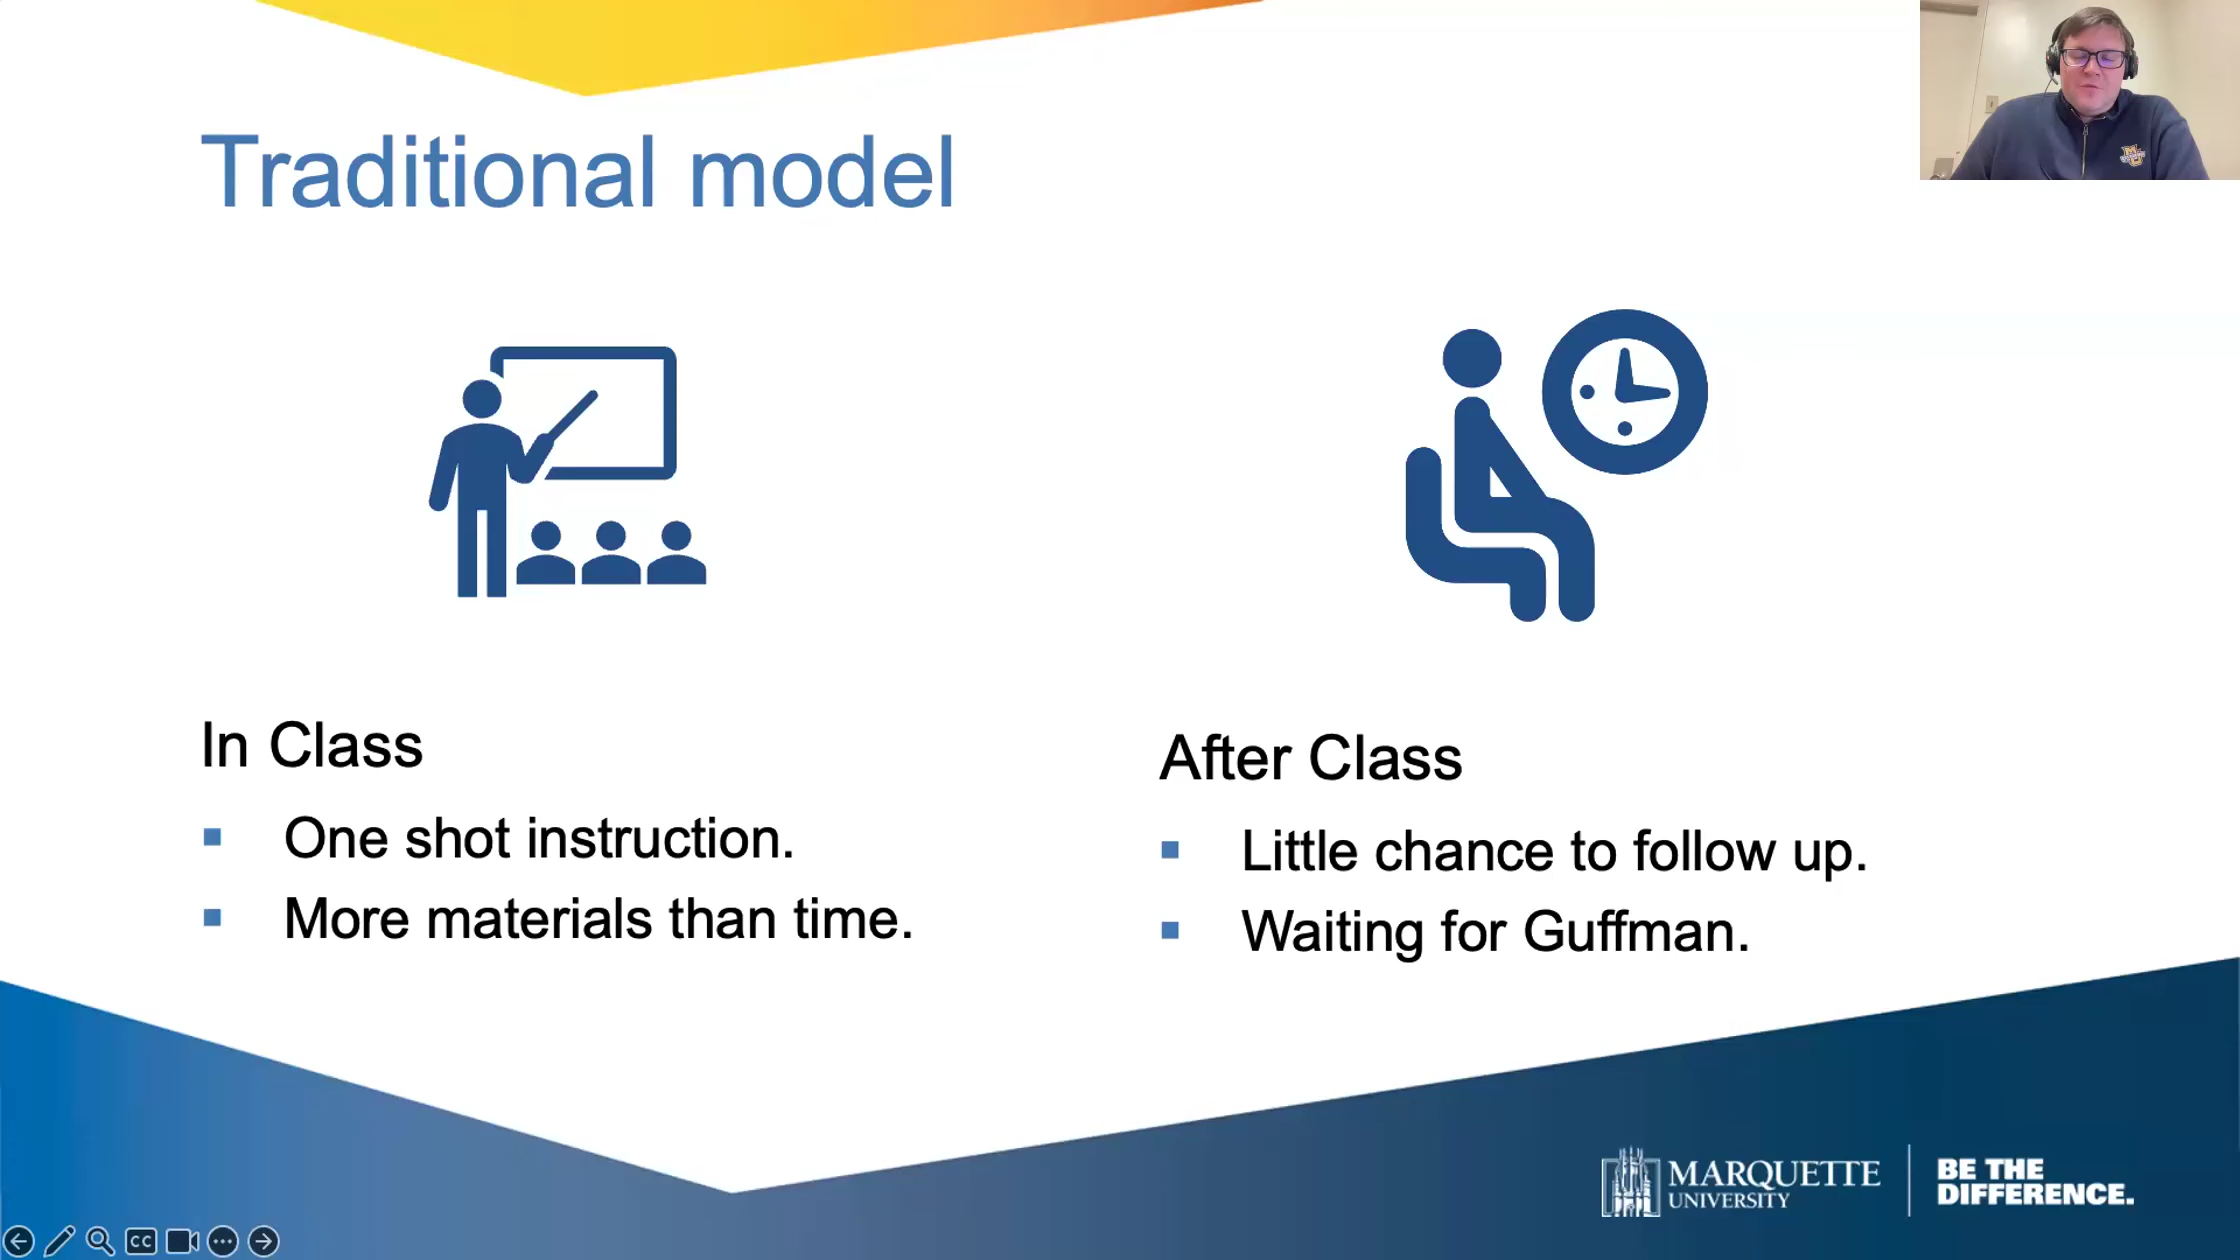 Traditional model
In Class
▪ One shot instruction.
▪ More materials than time.
After Class
▪ Little chance to follow up.
▪ Waiting for Guffman.
MARQUETTE
UNIVERSITY
BE THE
DIFFERENCE.
CC